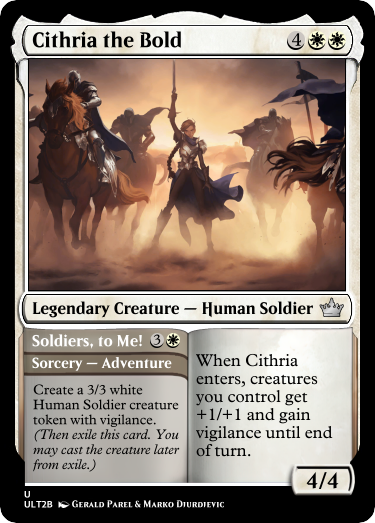 Cithria the Bold 4
Legendary Creature — Human Soldier
Soldiers, to Me! 3
Sorcery — Adventure
Create a 3/3 white
Human Soldier creature
token with vigilance.
(Then exile this card. You
may cast the creature later
from exile.)
When Cithria
enters, creatures
you control get
+1/+1 and gain
vigilance until end
of turn.
4/4
U
ULT2B Gerald Parel & Marko Djurdjevic